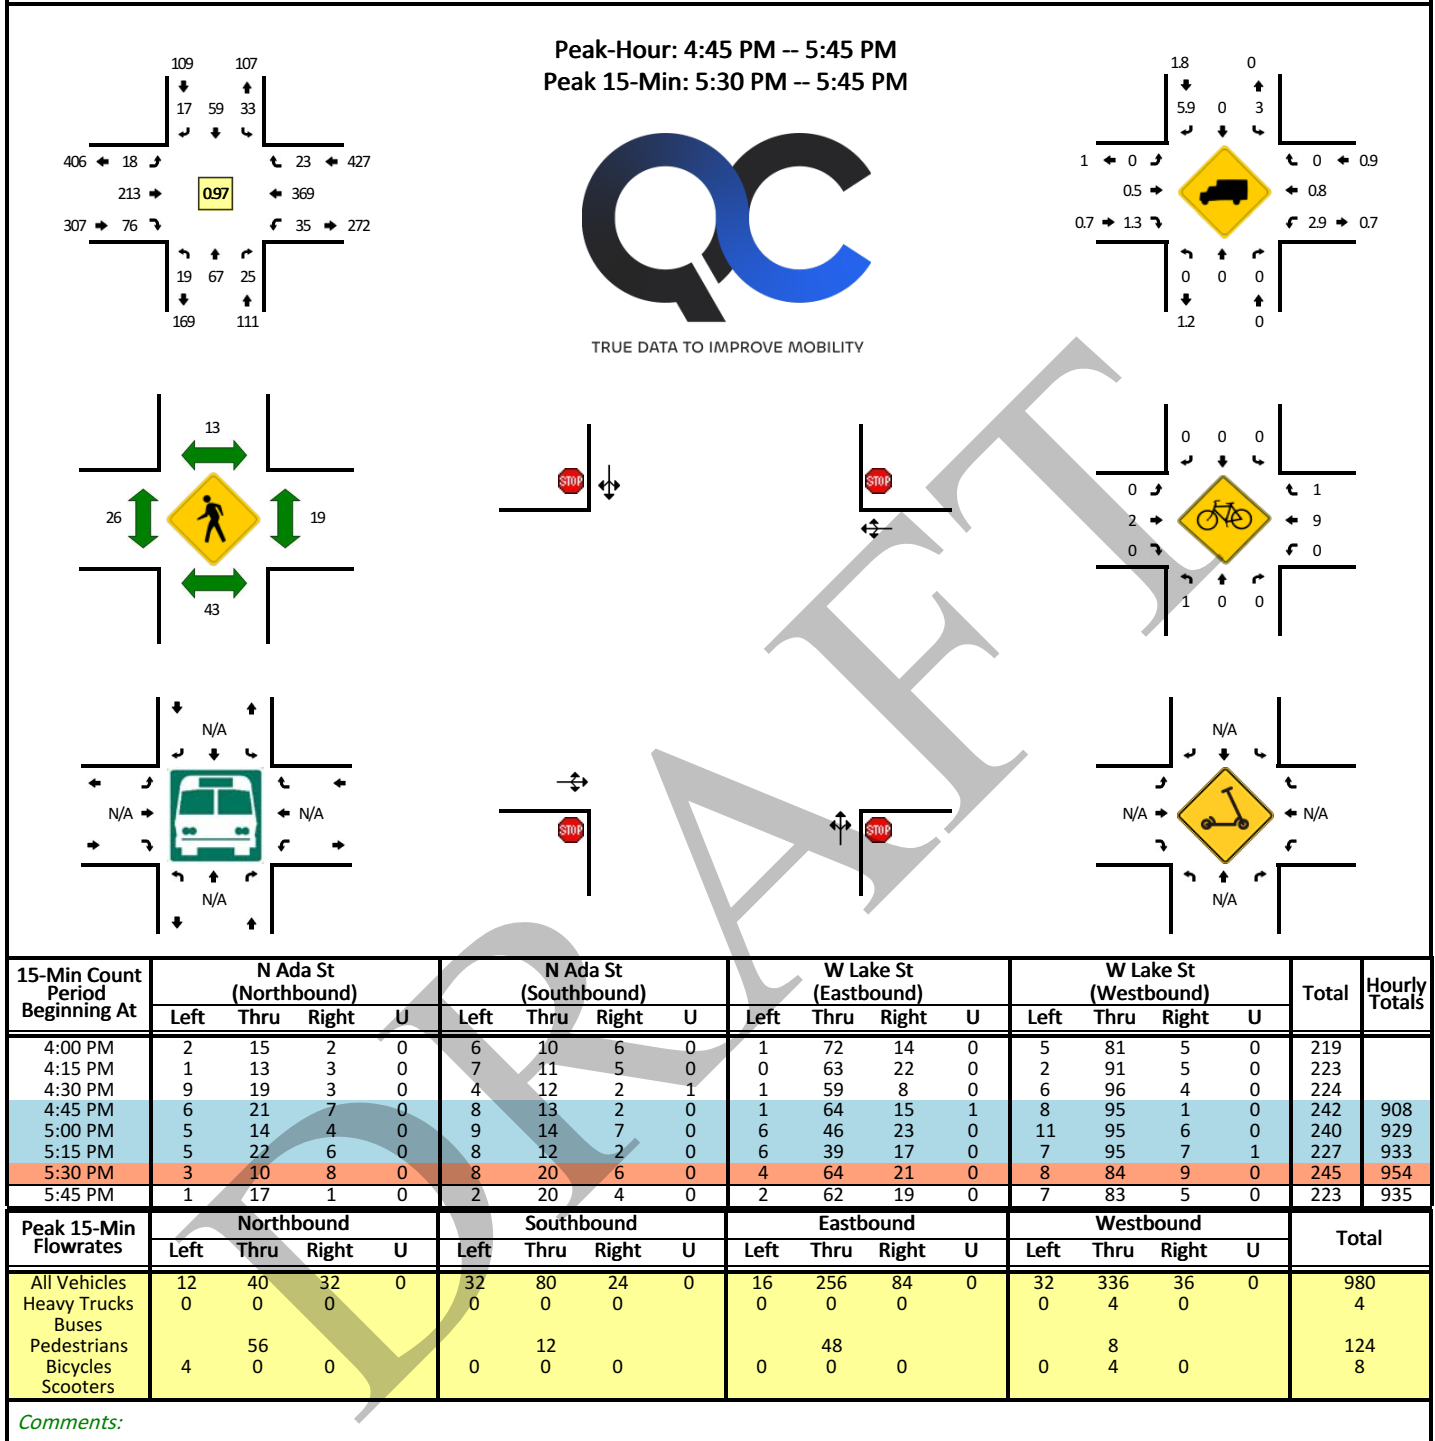 Peak-Hour: 4:45 PM -- 5:45 PM
Peak 15-Min: 5:30 PM -- 5:45 PM
109 107
17 59 33
406 18 23 427
213 0.97 369
307 76 35 272
19 67 25
169 111
QC
TRUE DATA TO IMPROVE MOBILITY
1.8 0
5.9 0 3
1 0 0 0.9
0.5 0.8
0.7 1.3 2.9 0.7
0 0 0
1.2 0
13
26 19
43
STOP STOP
0 0 0
0 1
2 9
0 0
1 0 0
N/A
N/A N/A
N/A
STOP STOP
N/A
N/A N/A
N/A
DRAFT
15-Min Count Period Beginning At N Ada St (Northbound) N Ada St (Southbound) W Lake St (Eastbound) W Lake St (Westbound) Total Hourly Totals
Left Thru Right U Left Thru Right U Left Thru Right U Left Thru Right U
4:00 PM 2 15 2 0 6 10 6 0 1 72 14 0 5 81 5 0 219
4:15 PM 1 13 3 0 7 11 5 0 0 63 22 0 2 91 5 0 223
4:30 PM 9 19 3 0 4 12 2 1 1 59 8 0 6 96 4 0 224
4:45 PM 6 21 7 0 8 13 2 0 1 64 15 1 8 95 1 0 242 908
5:00 PM 5 14 4 0 9 14 7 0 6 46 23 0 11 95 6 0 240 929
5:15 PM 5 22 6 0 8 12 2 0 6 39 17 0 7 95 7 1 227 933
5:30 PM 3 10 8 0 8 20 6 0 4 64 21 0 8 84 9 0 245 954
5:45 PM 1 17 1 0 2 20 4 0 2 62 19 0 7 83 5 0 223 935
Peak 15-Min Flowrates Northbound Southbound Eastbound Westbound Total
Left Thru Right U Left Thru Right U Left Thru Right U Left Thru Right U
All Vehicles 12 40 32 0 32 80 24 0 16 256 84 0 32 336 36 0 980
Heavy Trucks 0 0 0 0 0 0 0 0 0 0 4 0 4
Buses
Pedestrians 56 12 48 8 124
Bicycles 4 0 0 0 0 0 0 0 0 0 4 0 8
Scooters
Comments: